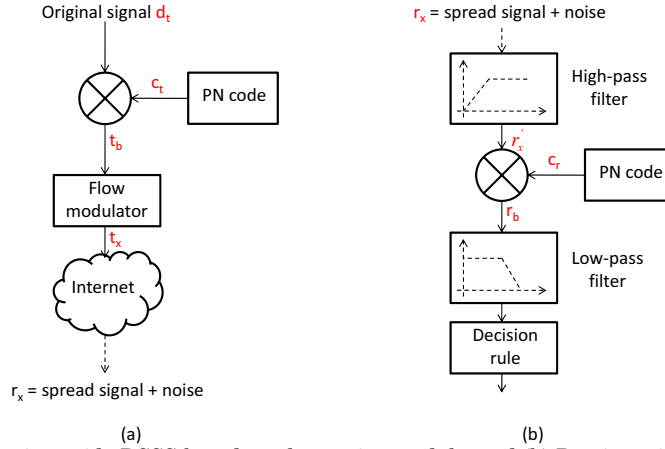 Original signal d_t
c_t
PN code
t_b
Flow
modulator
t_x
Internet
r_x = spread signal + noise
(a)
r_x = spread signal + noise
High-pass
filter
r_x'
c_r
PN code
r_b
Low-pass
filter
Decision
rule
(b)